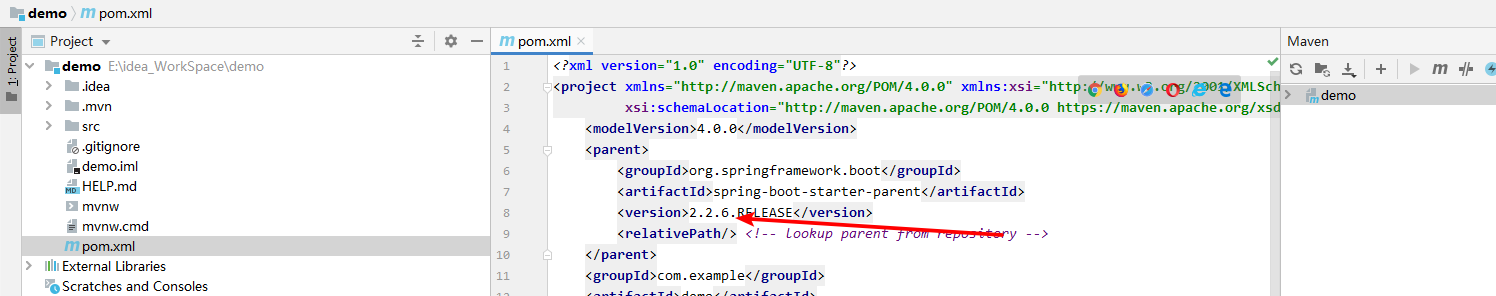 demo pom.xml
1: Project
Project
demo E:\idea_WorkSpace\demo
.idea
.mvn
src
.gitignore
demo.iml
HELP.md
mvnw
mvnw.cmd
pom.xml
External Libraries
Scratches and Consoles
pom.xml
1 <?xml version="1.0" encoding="UTF-8"?>
2 <project xmlns="http://maven.apache.org/POM/4.0.0" xmlns:xsi="http://www.w3.org/2001/XMLSch
3 xsi:schemaLocation="http://maven.apache.org/POM/4.0.0 https://maven.apache.org/xsd
4 <modelVersion>4.0.0</modelVersion>
5 <parent>
6 <groupId>org.springframework.boot</groupId>
7 <artifactId>spring-boot-starter-parent</artifactId>
8 <version>2.2.6.RELEASE</version>
9 <relativePath/> <!-- lookup parent from repository -->
10 </parent>
11 <groupId>com.example</groupId>
12 <artifactId>demo</artifactId>
Maven
demo